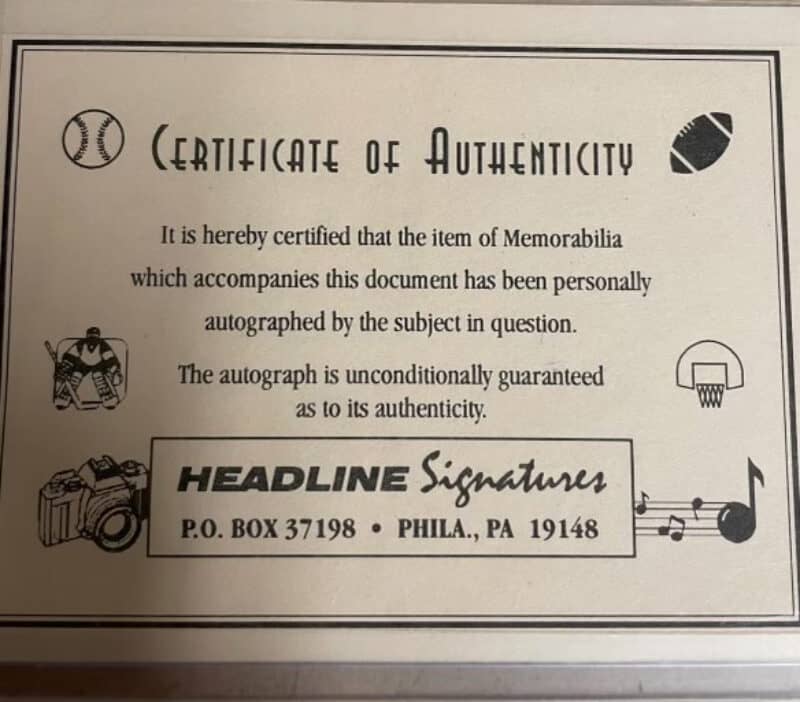 CERTIFICATE OF AUTHENTICITY
It is hereby certified that the item of Memorabilia
which accompanies this document has been personally
autographed by the subject in question.
The autograph is unconditionally guaranteed
as to its authenticity.
HEADLINE Signatures
P.O. BOX 37198 • PHILA., PA 19148